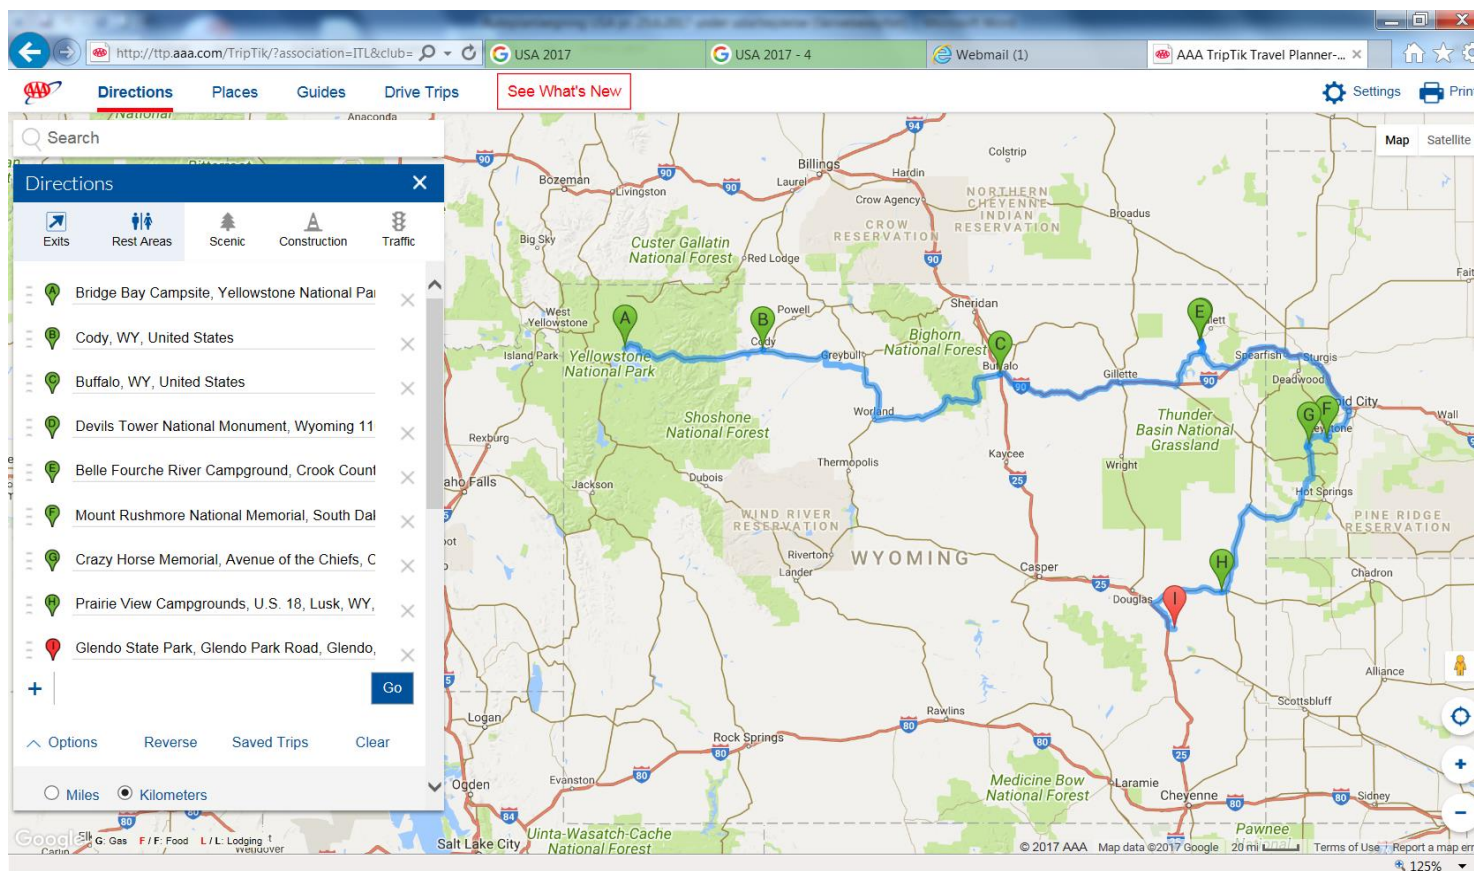 http://ttp.aaa.com/TripTik/?association=ITL&club=
USA 2017
USA 2017 - 4
Webmail (1)
AAA TripTik Travel Planner-...
AAA
Directions
Places
Guides
Drive Trips
See What's New
Settings
Print
Search
Directions
Exits
Rest Areas
Scenic
Construction
Traffic
A
Bridge Bay Campsite, Yellowstone National Par
B
Cody, WY, United States
C
Buffalo, WY, United States
D
Devils Tower National Monument, Wyoming 11
E
Belle Fourche River Campground, Crook Count
F
Mount Rushmore National Memorial, South Dak
G
Crazy Horse Memorial, Avenue of the Chiefs, C
H
Prairie View Campgrounds, U.S. 18, Lusk, WY,
I
Glendo State Park, Glendo Park Road, Glendo,
+
Go
Options
Reverse
Saved Trips
Clear
Miles
Kilometers
Google
G: Gas F / F: Food L / L: Lodging
Map
Satellite
Anaconda
Bozeman
Livingston
Billings
Laurel
Hardin
Colstrip
Crow Agency
CROW
RESERVATION
NORTHERN
CHEYENNE
INDIAN
RESERVATION
Broadus
Big Sky
Custer Gallatin
National Forest
Red Lodge
West
Yellowstone
Island Park
Yellowstone
National Park
Powell
Cody
Greybull
Bighorn
National Forest
Sheridan
Buffalo
Gillette
Spearfish
Sturgis
Deadwood
Wall
Shoshone
National Forest
Worland
Thunder
Basin National
Grassland
Rexburg
Thermopolis
Kaycee
Wright
Hot Springs
Jackson
Dubois
WIND RIVER
RESERVATION
PINE RIDGE
RESERVATION
Riverton
Lander
WYOMING
Casper
Douglas
Chadron
Alliance
Scottsbluff
Rawlins
Logan
Rock Springs
Ogden
Evanston
Medicine Bow
National Forest
Laramie
Cheyenne
Sidney
Salt Lake City
Uinta-Wasatch-Cache
National Forest
Pawnee
© 2017 AAA
Map data ©2017 Google
20 mi
Terms of Use
Report a map err
125%